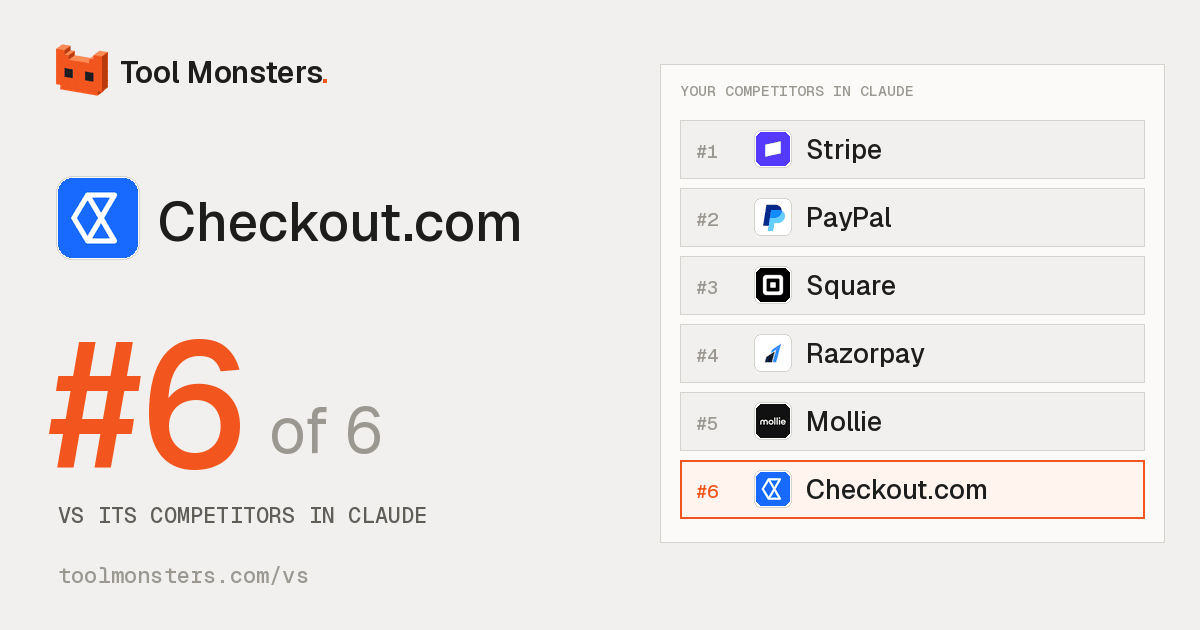 Tool Monsters.
Checkout.com
#6 of 6
VS ITS COMPETITORS IN CLAUDE
toolmonsters.com/vs
YOUR COMPETITORS IN CLAUDE
#1 Stripe
#2 PayPal
#3 Square
#4 Razorpay
#5 mollie Mollie
#6 Checkout.com